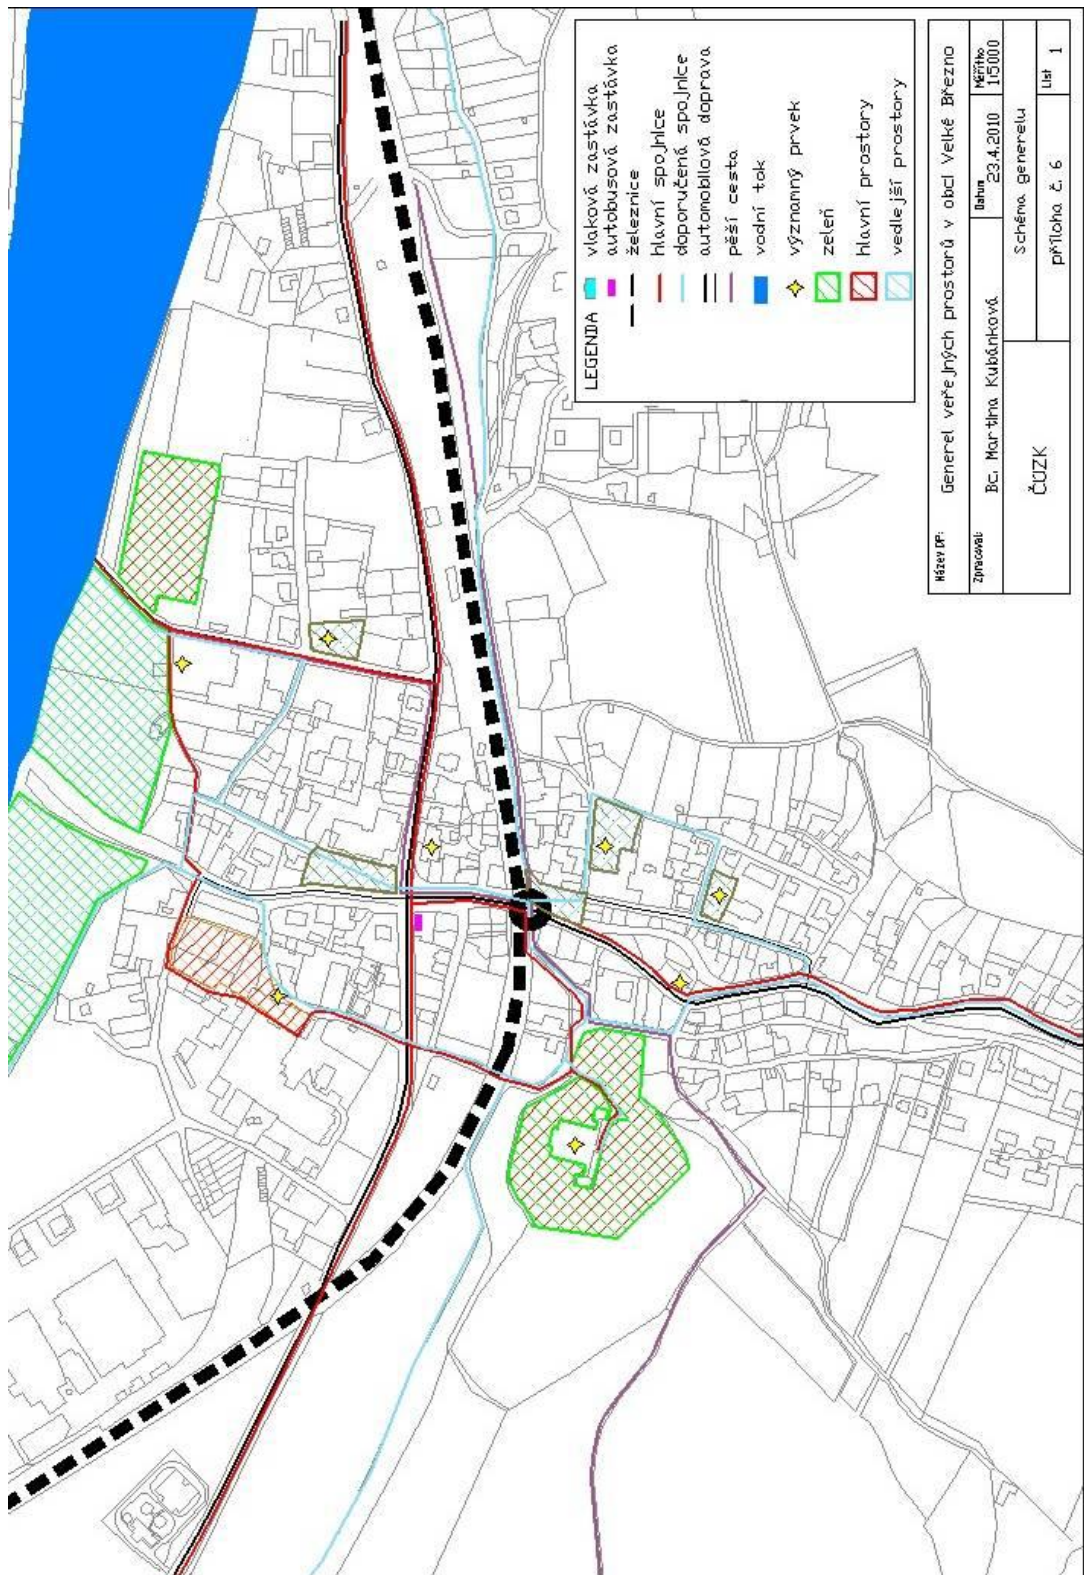 LEGENDA
vlaková zastávka
autobusová zastávka
železnice
hlavní spojnice
doporučená spojnice
automobilová doprava
pěší cesta
vodní tok
významný prvek
zeleň
hlavní prostory
vedlejší prostory
Název DP: Generel veřejných prostorů v obci Velké Březno
Zpracoval: Bc. Martina Kubánková
Datum 23.4.2010
Měřítko 1:5000
ČÚZK
Schéma generelu
příloha č. 6
List 1